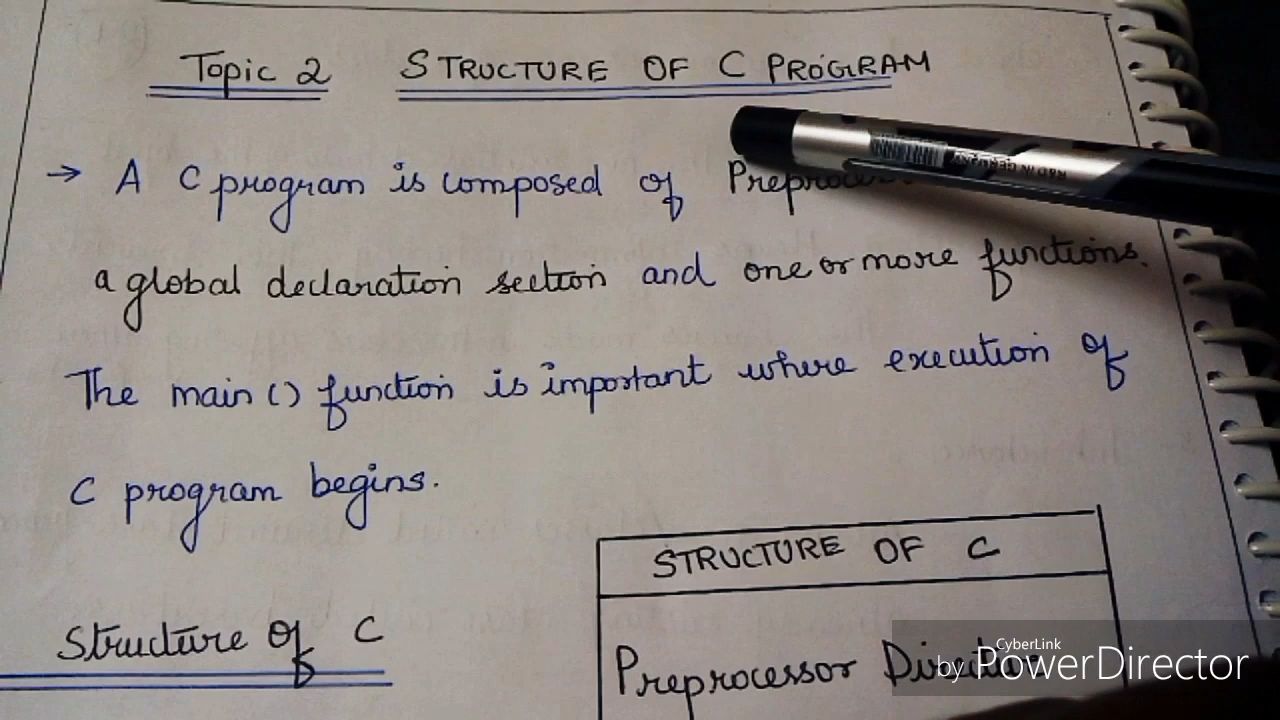 Topic 2 STRUCTURE OF C PROGRAM
→ A C program is composed of
a global declaration section and one or more functions.
The main () function is important where execution of
C program begins.
STRUCTURE OF C
Structure of C
Preprocessor
CyberLink
by PowerDirector